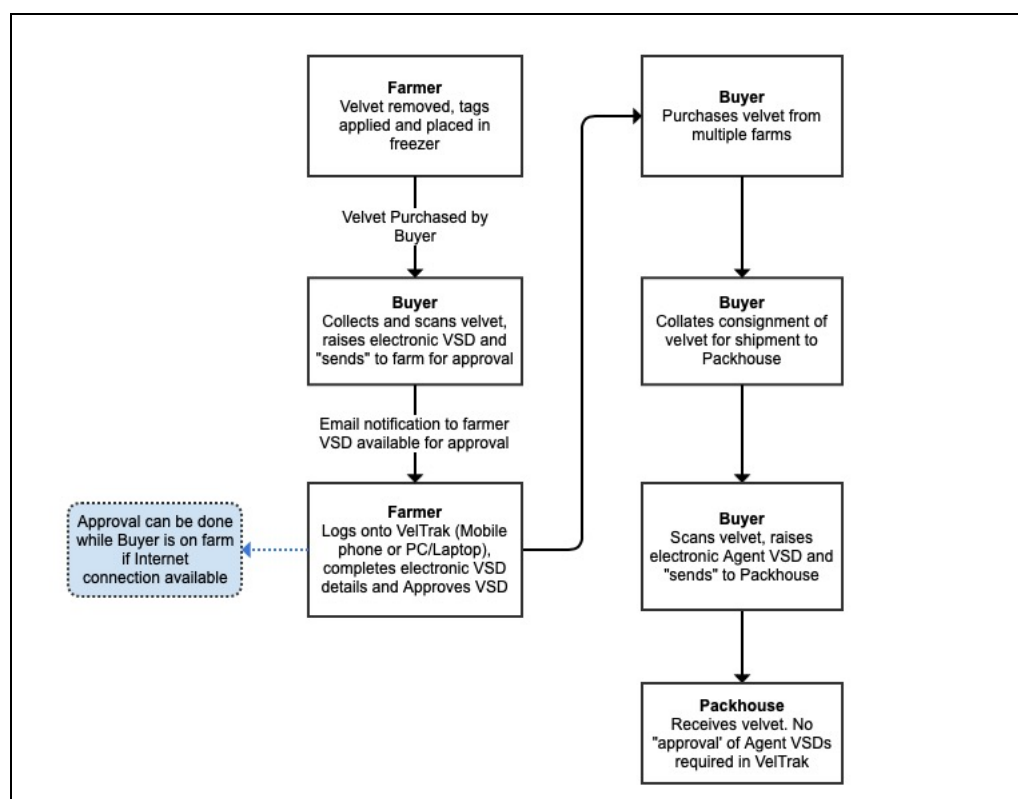 Farmer
Velvet removed, tags
applied and placed in
freezer
Velvet Purchased by
Buyer
Buyer
Collects and scans velvet,
raises electronic VSD and
"sends" to farm for approval
Email notification to farmer
VSD available for approval
Farmer
Logs onto VelTrak (Mobile
phone or PC/Laptop),
completes electronic VSD
details and Approves VSD
Approval can be done
while Buyer is on farm
if Internet
connection available
Buyer
Purchases velvet from
multiple farms
Buyer
Collates consignment of
velvet for shipment to
Packhouse
Buyer
Scans velvet, raises
electronic Agent VSD and
"sends" to Packhouse
Packhouse
Receives velvet. No
"approval' of Agent VSDs
required in VelTrak